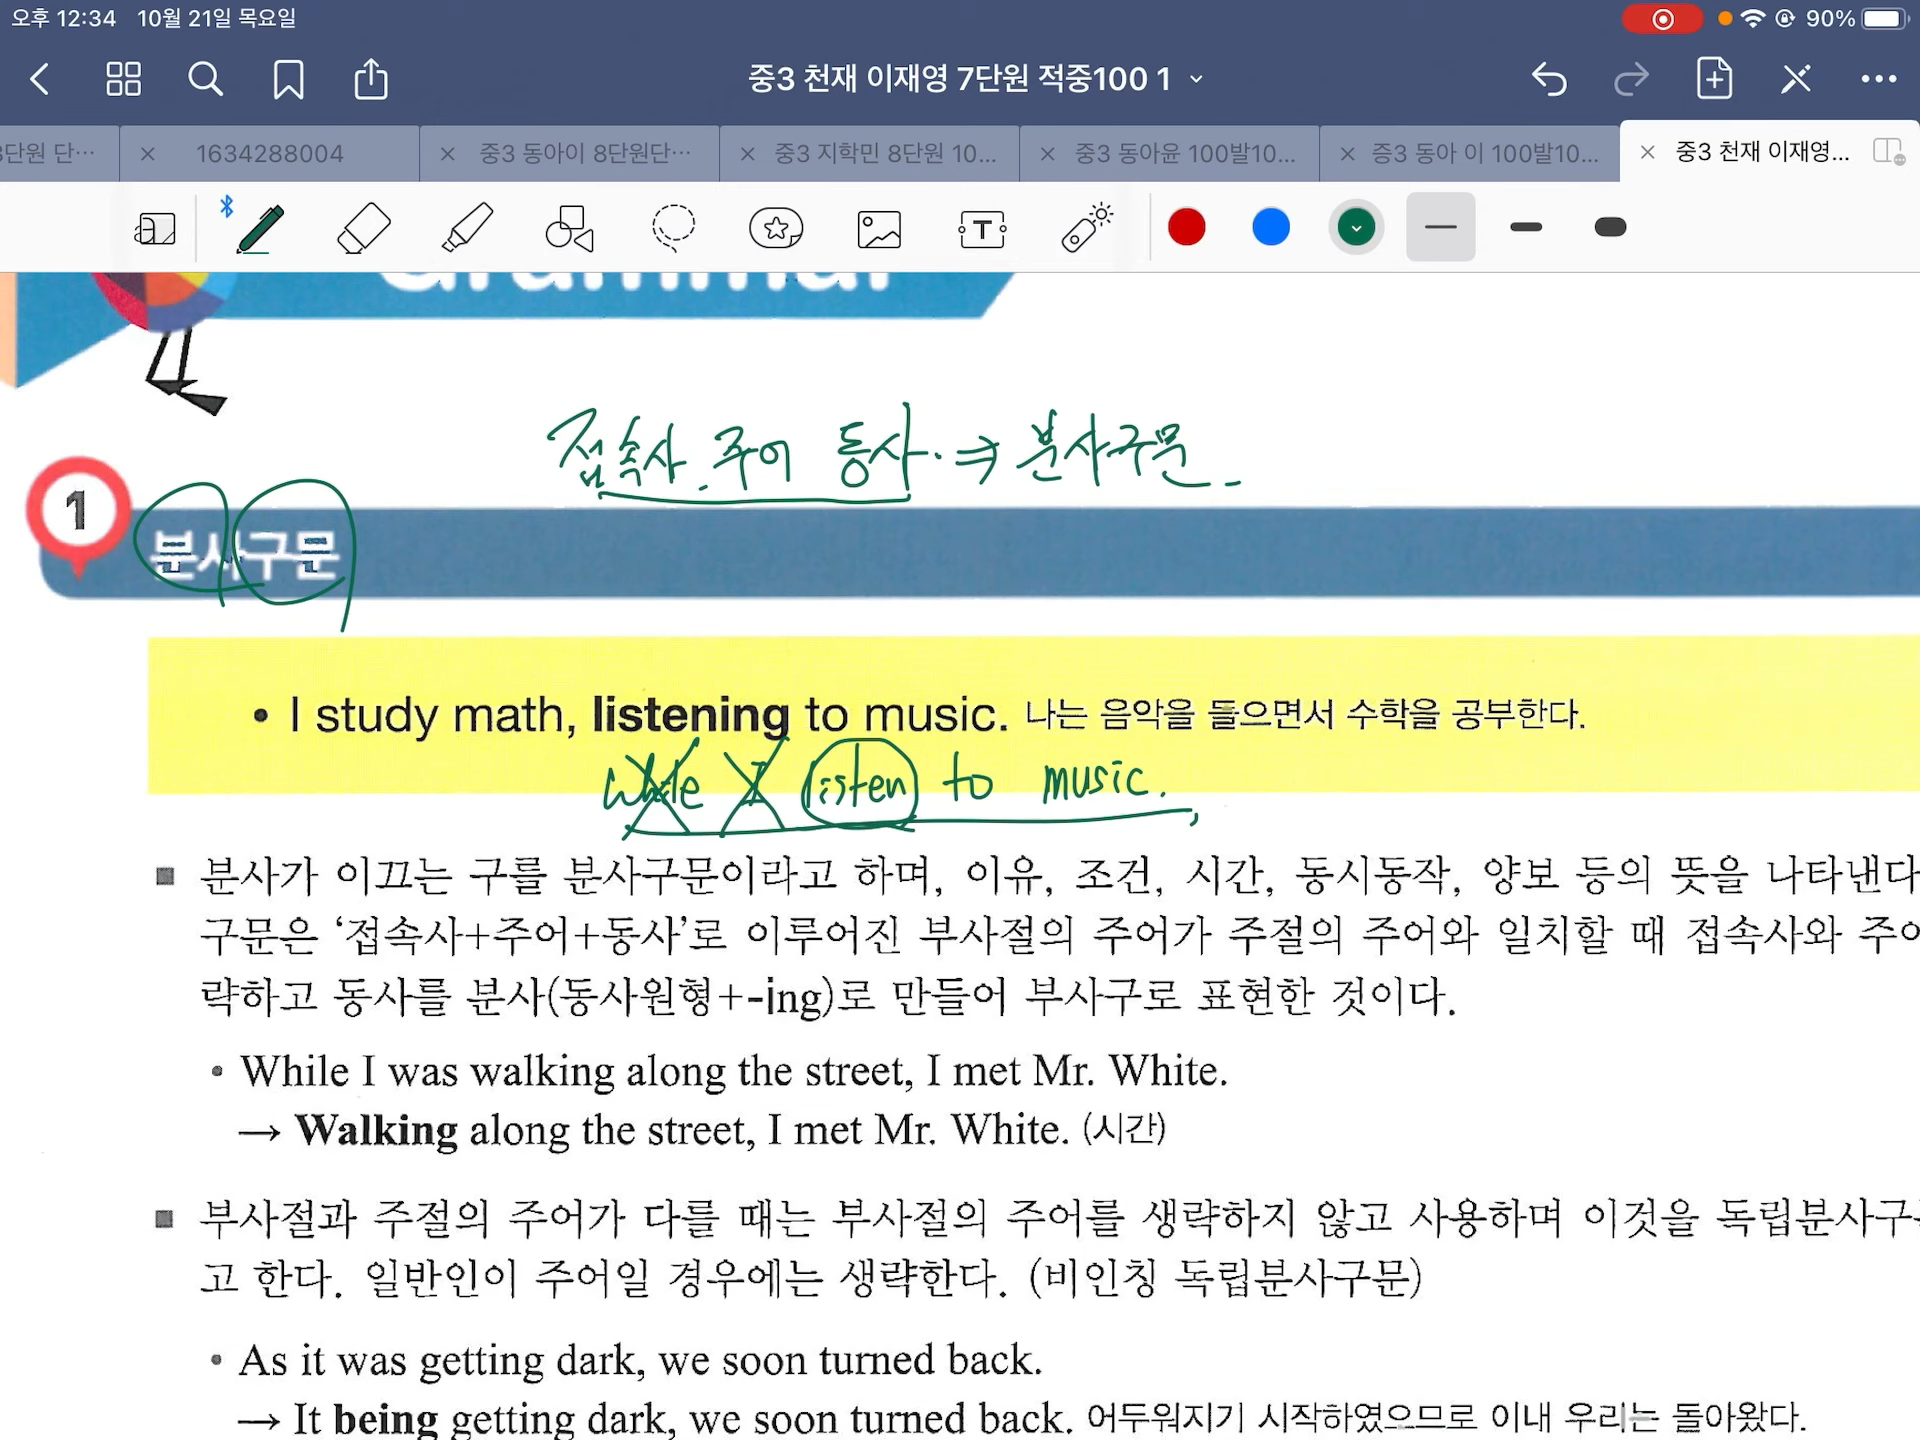 오후 12:34 10월 21일 목요일 90%
중3 천재 이재영 7단원 적중100 1
단원 단… 1634288004 중3 동아이 8단원단… 중3 지학민 8단원 10... 중3 동아윤 100발10... 증3 동아 이 100발10... 중3 천재 이재영...
Grammar
접속사 주어 동사. ⇒ 분사구문
1 분사구문
• I study math, listening to music. 나는 음악을 들으면서 수학을 공부한다.
While I listen to music.
■ 분사가 이끄는 구를 분사구문이라고 하며, 이유, 조건, 시간, 동시동작, 양보 등의 뜻을 나타낸다
구문은 ‘접속사+주어+동사’로 이루어진 부사절의 주어가 주절의 주어와 일치할 때 접속사와 주어
략하고 동사를 분사(동사원형+-ing)로 만들어 부사구로 표현한 것이다.
• While I was walking along the street, I met Mr. White.
→ Walking along the street, I met Mr. White. (시간)
■ 부사절과 주절의 주어가 다를 때는 부사절의 주어를 생략하지 않고 사용하며 이것을 독립분사구
고 한다. 일반인이 주어일 경우에는 생략한다. (비인칭 독립분사구문)
• As it was getting dark, we soon turned back.
→ It being getting dark, we soon turned back. 어두워지기 시작하였으므로 이내 우리는 돌아왔다.